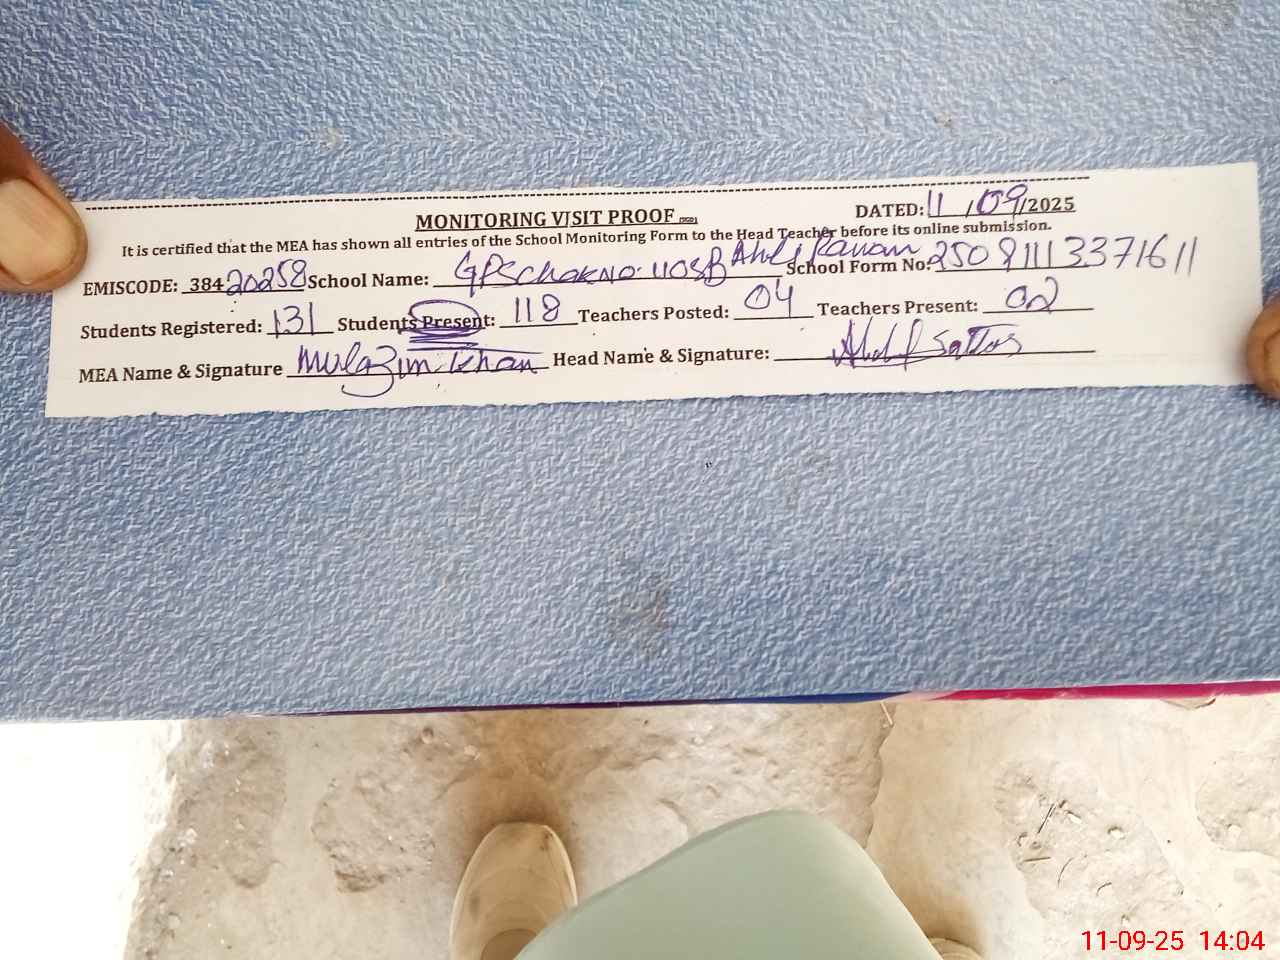 MONITORING VISIT PROOF
DATED: 11/09/2025
It is certified that the MEA has shown all entries of the School Monitoring Form to the Head Teacher before its online submission.
EMISCODE: 38420258 School Name: GPS Chak No. 110 SB School Form No: 25091113371611
Students Registered: 131 Students Present: 118 Teachers Posted: 04 Teachers Present: 02
MEA Name & Signature Mulazim Khan Head Name & Signature: Sattar
11-09-25 14:04